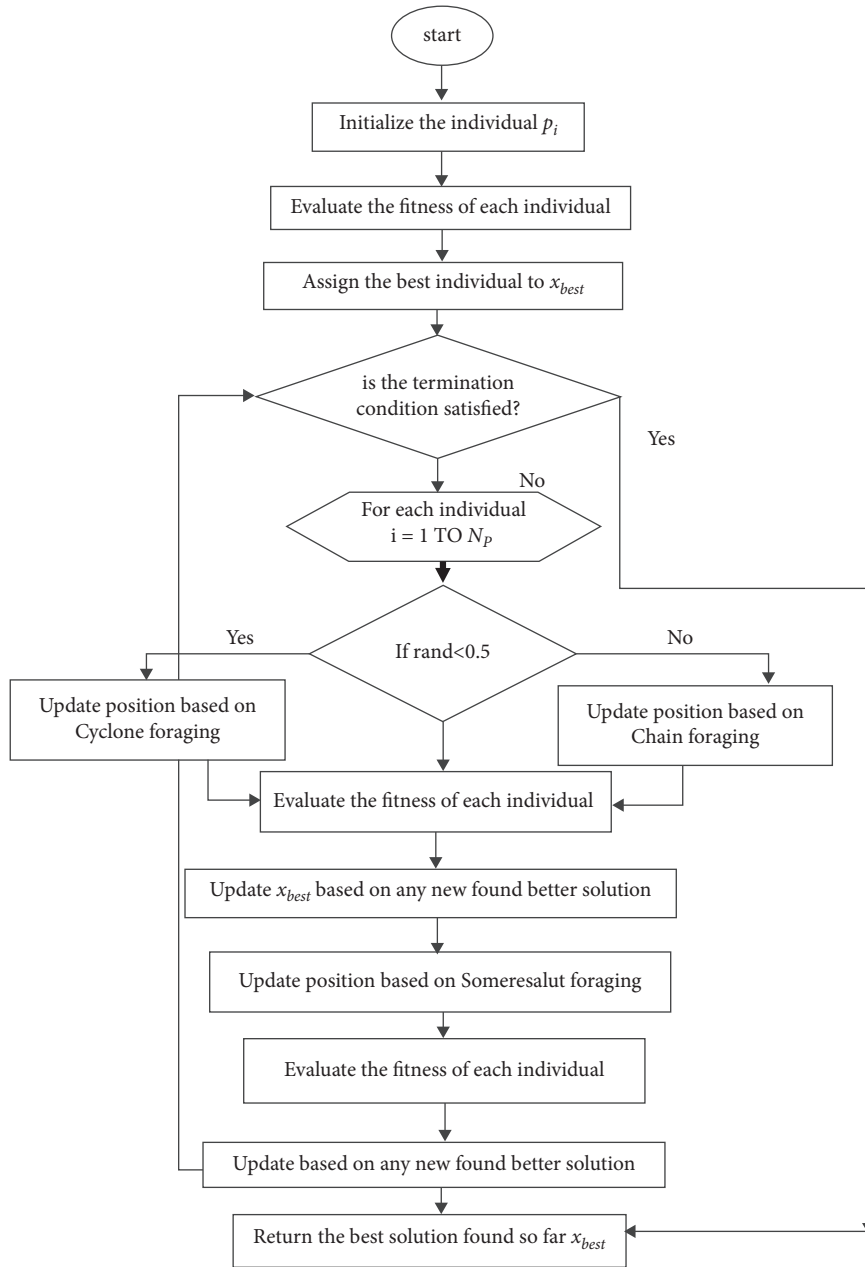 start
Initialize the individual p_i
Evaluate the fitness of each individual
Assign the best individual to x_best
is the termination
condition satisfied?
Yes
No
For each individual
i = 1 TO N_P
Yes
If rand<0.5
No
Update position based on
Cyclone foraging
Update position based on
Chain foraging
Evaluate the fitness of each individual
Update x_best based on any new found better solution
Update position based on Someresalut foraging
Evaluate the fitness of each individual
Update based on any new found better solution
Return the best solution found so far x_best